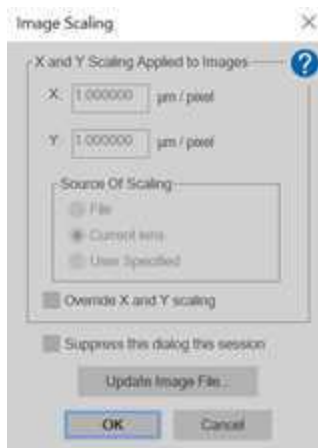 Image Scaling
X and Y Scaling Applied to Images
?
X: 1.000000 µm / pixel
Y: 1.000000 µm / pixel
Source Of Scaling
File
Current lens
User Specified
Override X and Y scaling
Suppress this dialog this session
Update Image File...
OK Cancel